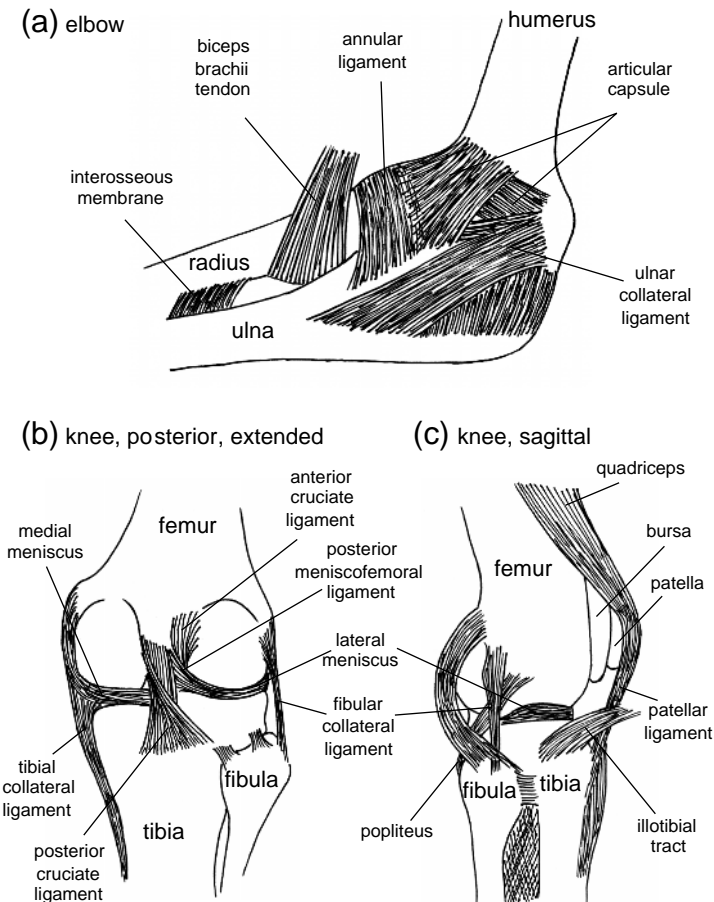 (a) elbow
humerus
biceps
brachii
tendon
annular
ligament
articular
capsule
interosseous
membrane
radius
ulna
ulnar
collateral
ligament
(b) knee, posterior, extended
anterior
cruciate
ligament
femur
medial
meniscus
posterior
meniscofemoral
ligament
lateral
meniscus
fibular
collateral
ligament
tibial
collateral
ligament
fibula
tibia
posterior
cruciate
ligament
(c) knee, sagittal
quadriceps
bursa
femur
patella
patellar
ligament
fibula
tibia
popliteus
illotibial
tract